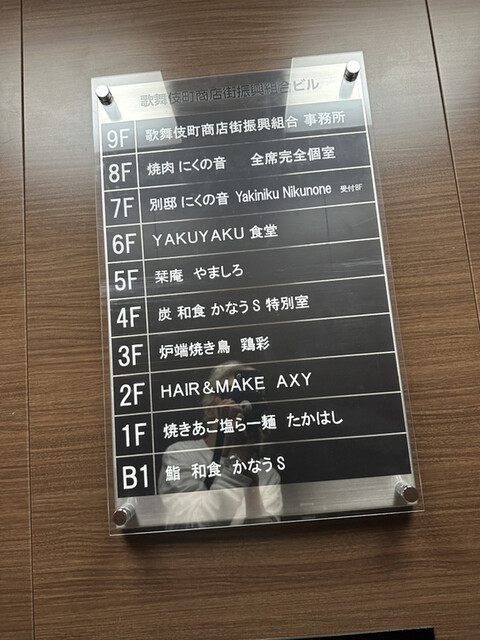 歌舞伎町商店街振興組合ビル
9F 歌舞伎町商店街振興組合 事務所
8F 焼肉 にくの音 全席完全個室
7F 別邸 にくの音 Yakiniku Nikunone 受付8F
6F YAKUYAKU 食堂
5F 栞庵 やましろ
4F 炭 和食 かなうS 特別室
3F 炉端焼き鳥 鶏彩
2F HAIR&MAKE AXY
1F 焼きあご塩らー麺 たかはし
B1 鮨 和食 かなうS